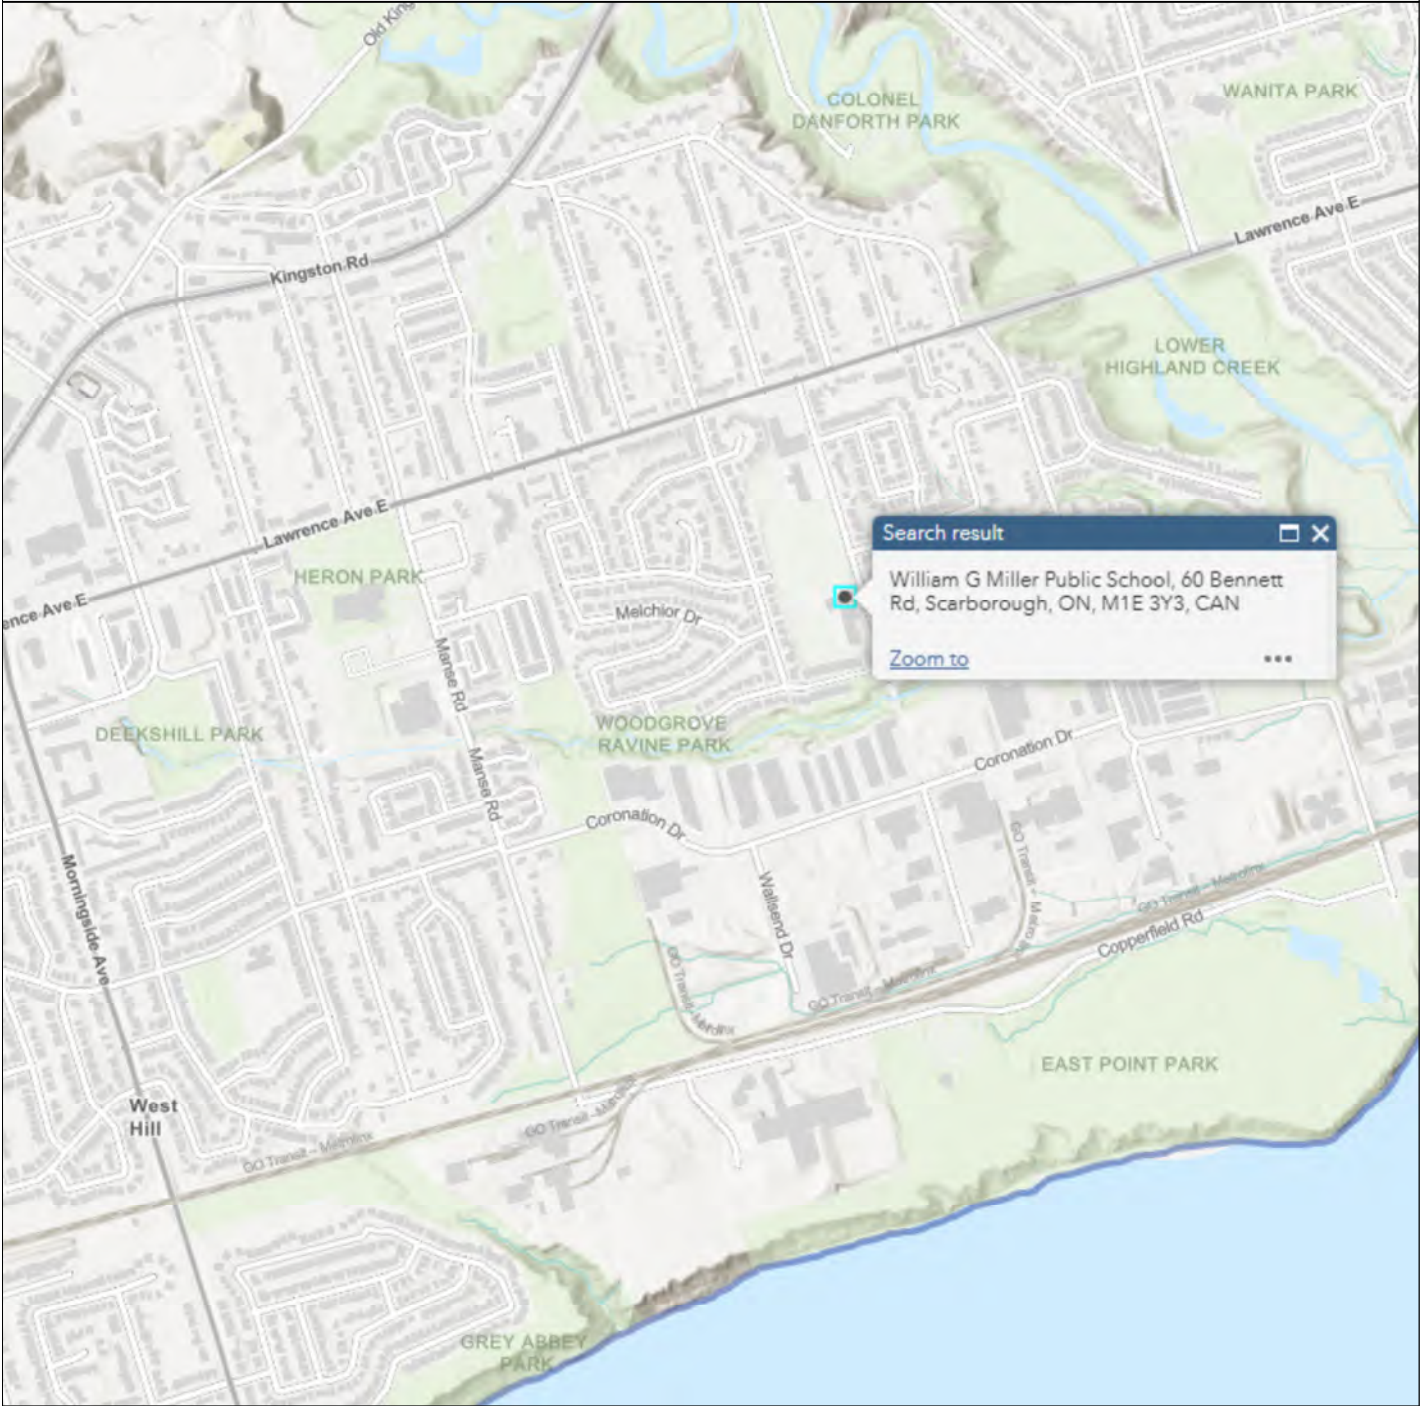 Old King
COLONEL
DANFORTH PARK
WANITA PARK
Lawrence Ave E
Kingston Rd
LOWER
HIGHLAND CREEK
Lawrence Ave E
Search result
William G Miller Public School, 60 Bennett
Rd, Scarborough, ON, M1E 3Y3, CAN
Zoom to
HERON PARK
ence Ave E
Melchior Dr
Manse Rd
DEEKSHILL PARK
WOODGROVE
RAVINE PARK
Coronation Dr
Manse Rd
Coronation Dr
Morningside Ave
Wallsend Dr
GO Transit - Metrolinx
GO Transit - Metrolinx
Copperfield Rd
GO Transit - Metrolinx
GO Transit - Metrolinx
EAST POINT PARK
West
Hill
GO Transit - Metrolinx
GO Transit - Metrolinx
GREY ABBEY
PARK